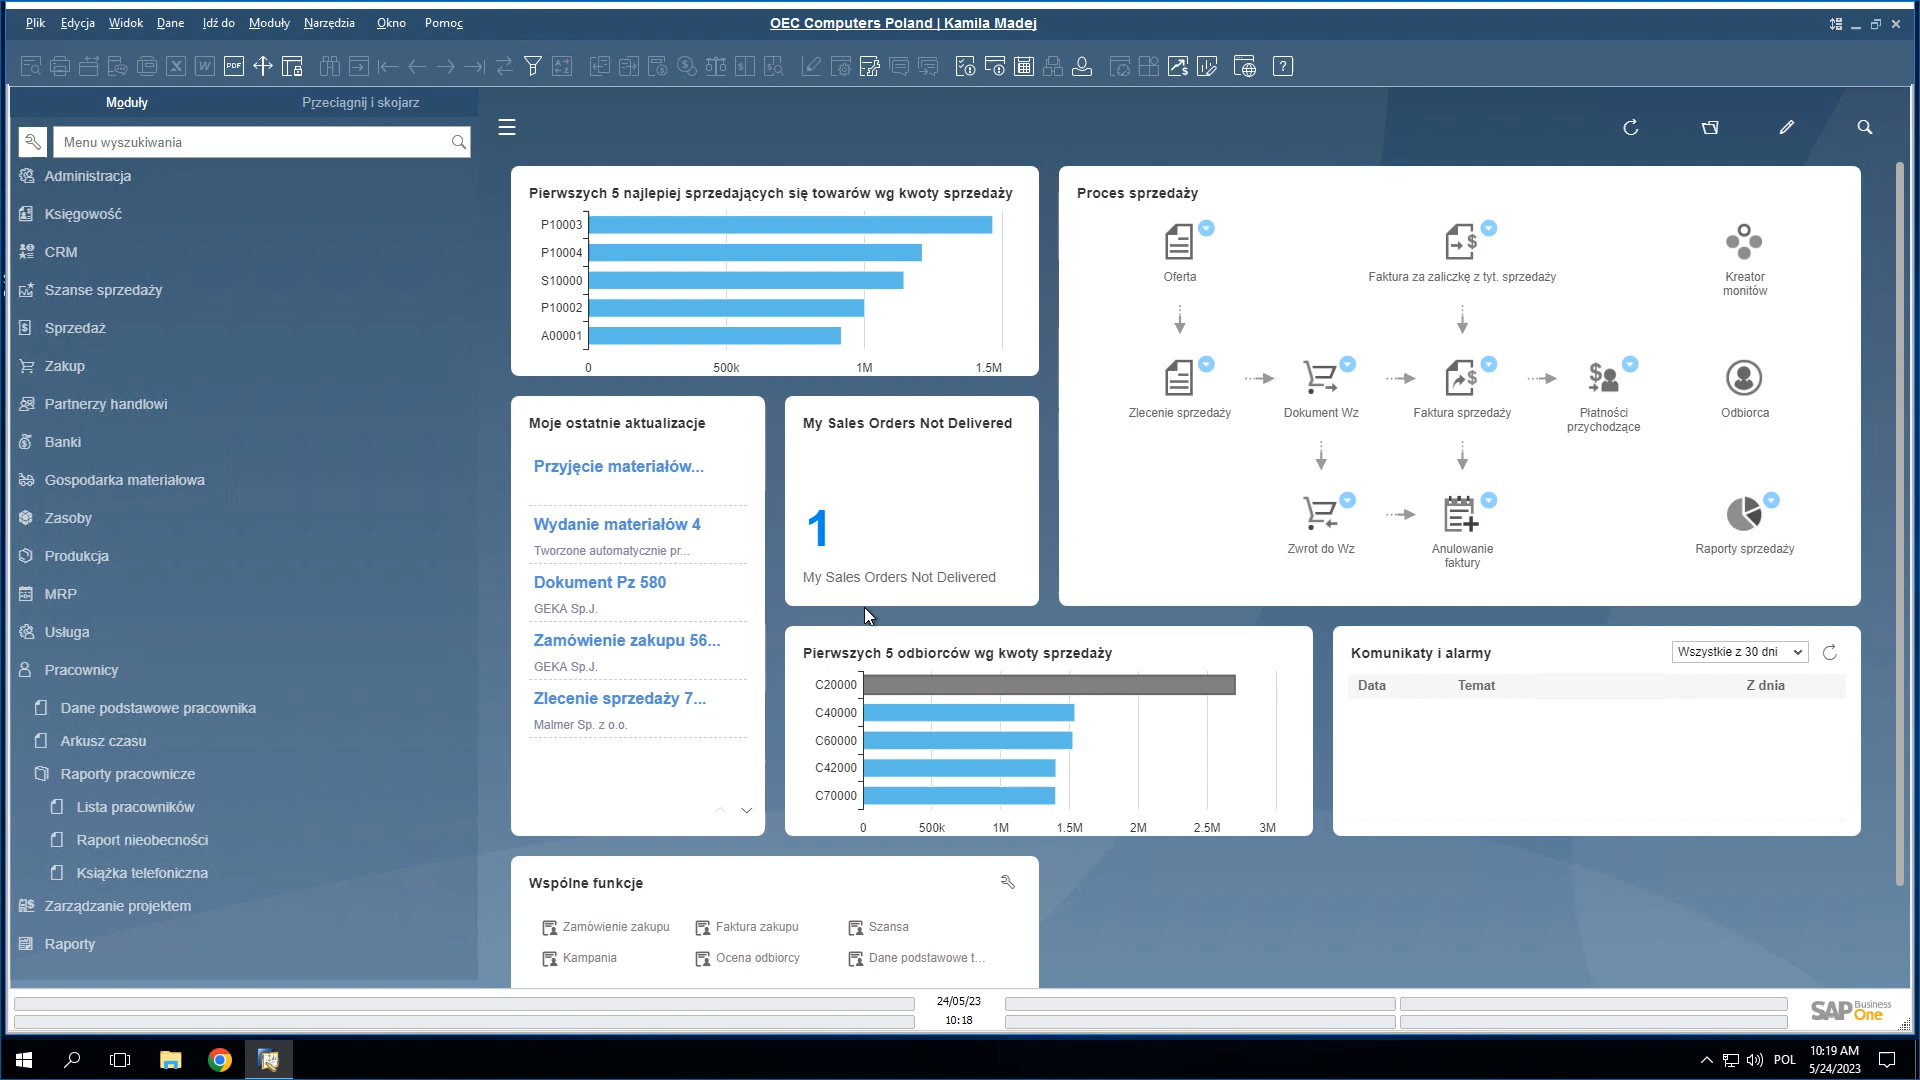 Plik Edycja Widok Dane Idź do Moduły Narzędzia Okno Pomoc
OEC Computers Poland | Kamila Madej
Moduły
Przeciągnij i skojarz
Menu wyszukiwania
Administracja
Księgowość
CRM
Szanse sprzedaży
Sprzedaż
Zakup
Partnerzy handlowi
Banki
Gospodarka materiałowa
Zasoby
Produkcja
MRP
Usługa
Pracownicy
Dane podstawowe pracownika
Arkusz czasu
Raporty pracownicze
Lista pracowników
Raport nieobecności
Książka telefoniczna
Zarządzanie projektem
Raporty
Pierwszych 5 najlepiej sprzedających się towarów wg kwoty sprzedaży
P10003
P10004
S10000
P10002
A00001
0 500k 1M 1.5M
Proces sprzedaży
Oferta
Faktura za zaliczkę z tyt. sprzedaży
Kreator
monitów
Zlecenie sprzedaży
Dokument Wz
Faktura sprzedaży
Płatności
przychodzące
Odbiorca
Zwrot do Wz
Anulowanie
faktury
Raporty sprzedaży
Moje ostatnie aktualizacje
Przyjęcie materiałów...
Wydanie materiałów 4
Tworzone automatycznie pr...
Dokument Pz 580
GEKA Sp.J.
Zamówienie zakupu 56...
GEKA Sp.J.
Zlecenie sprzedaży 7...
Malmer Sp. z o.o.
My Sales Orders Not Delivered
1
My Sales Orders Not Delivered
Pierwszych 5 odbiorców wg kwoty sprzedaży
C20000
C40000
C60000
C42000
C70000
0 500k 1M 1.5M 2M 2.5M 3M
Komunikaty i alarmy
Wszystkie z 30 dni
Data Temat Z dnia
Wspólne funkcje
Zamówienie zakupu Faktura zakupu Szansa
Kampania Ocena odbiorcy Dane podstawowe t...
24/05/23
10:18
SAP Business One
POL
10:19 AM
5/24/2023